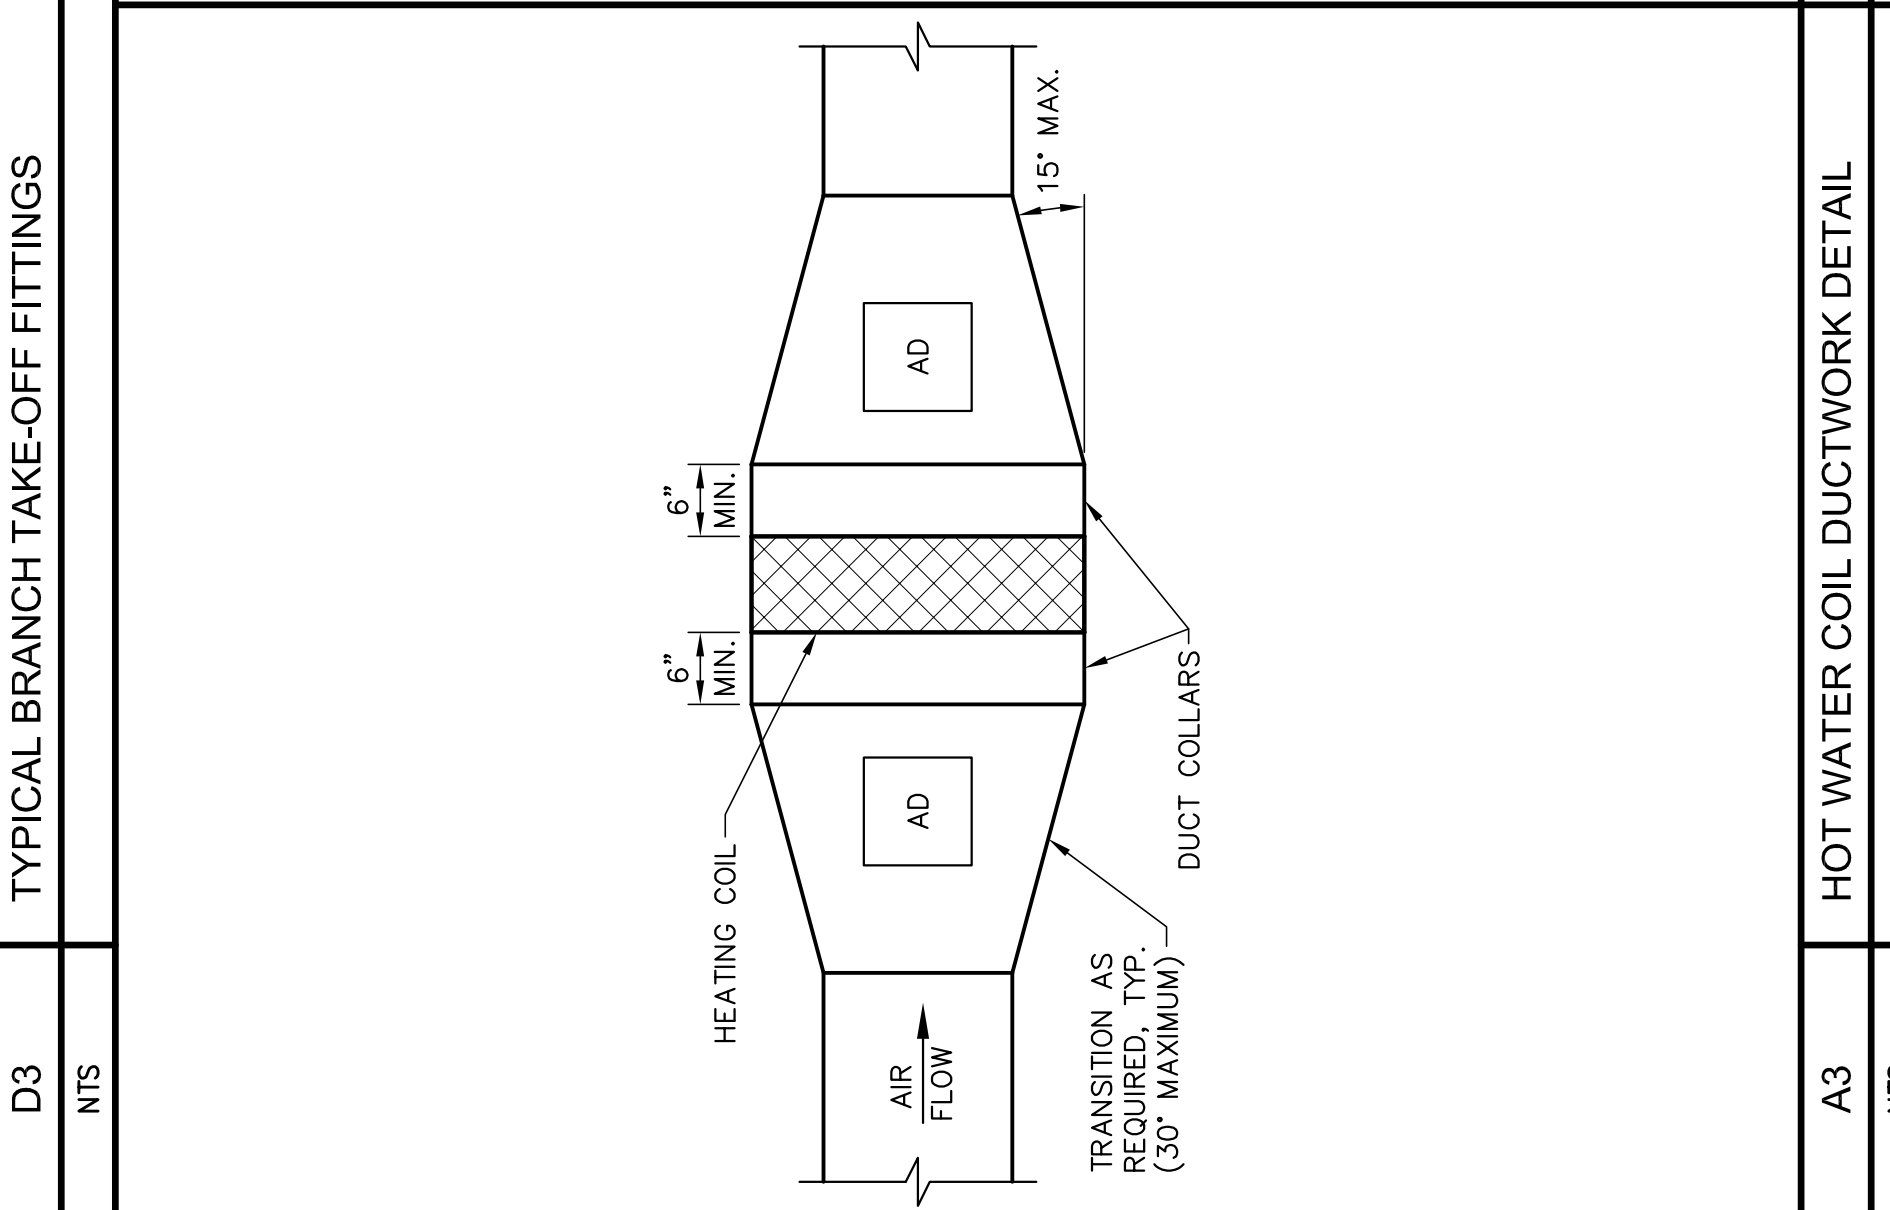 D3
TYPICAL BRANCH TAKE-OFF FITTINGS
NTS
6"
MIN.
6"
MIN.
HEATING COIL
AIR
FLOW
AD
AD
15° MAX.
TRANSITION AS
REQUIRED, TYP.
(30° MAXIMUM)
DUCT COLLARS
A3
HOT WATER COIL DUCTWORK DETAIL